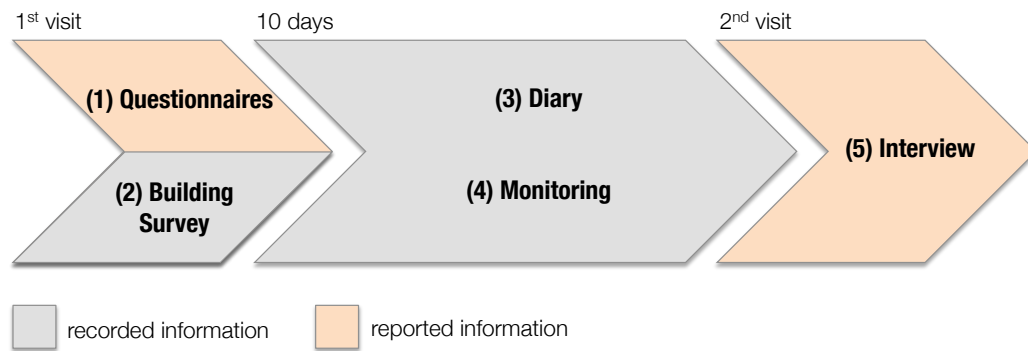 1st visit
10 days
2nd visit
(1) Questionnaires
(2) Building
Survey
(3) Diary
(4) Monitoring
(5) Interview
recorded information
reported information